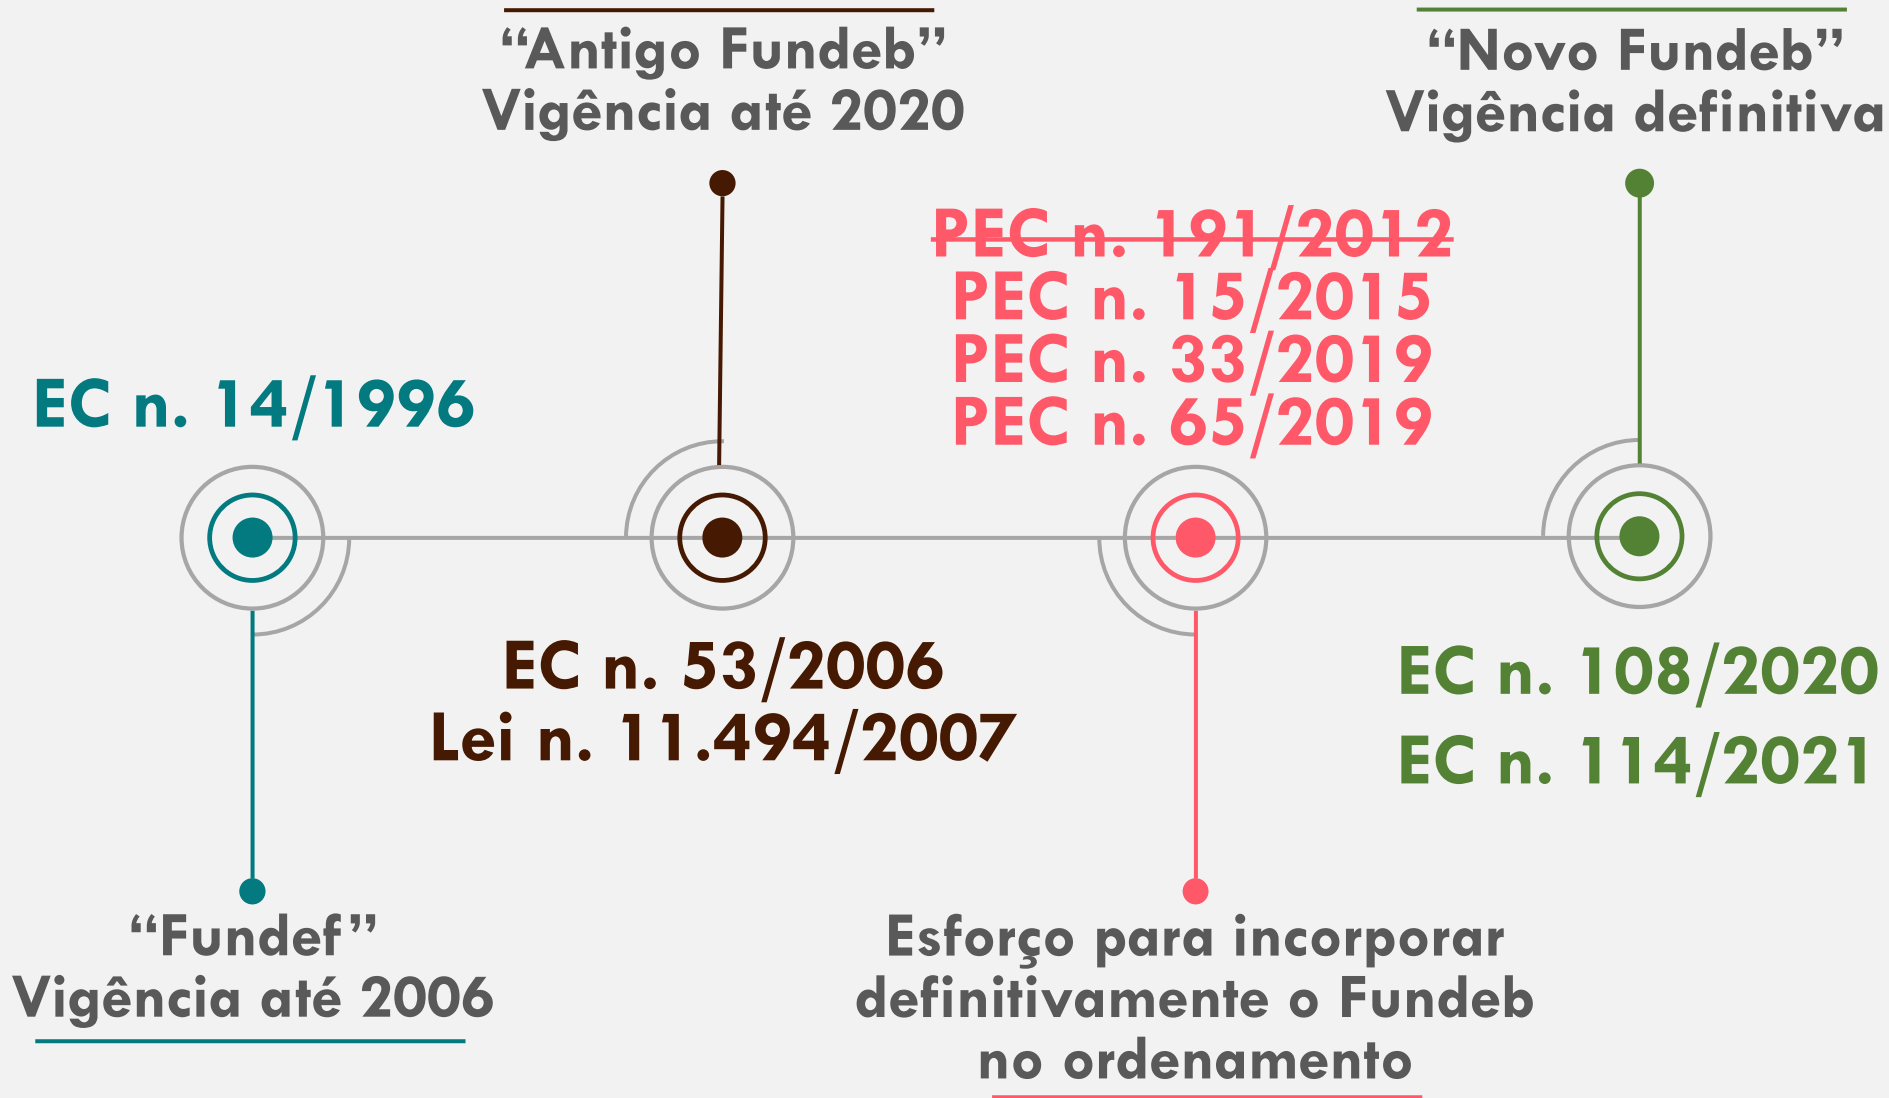 “Antigo Fundeb”
Vigência até 2020
“Novo Fundeb”
Vigência definitiva
PEC n. 191/2012
PEC n. 15/2015
PEC n. 33/2019
PEC n. 65/2019
EC n. 14/1996
EC n. 53/2006
Lei n. 11.494/2007
EC n. 108/2020
EC n. 114/2021
“Fundef”
Vigência até 2006
Esforço para incorporar
definitivamente o Fundeb
no ordenamento